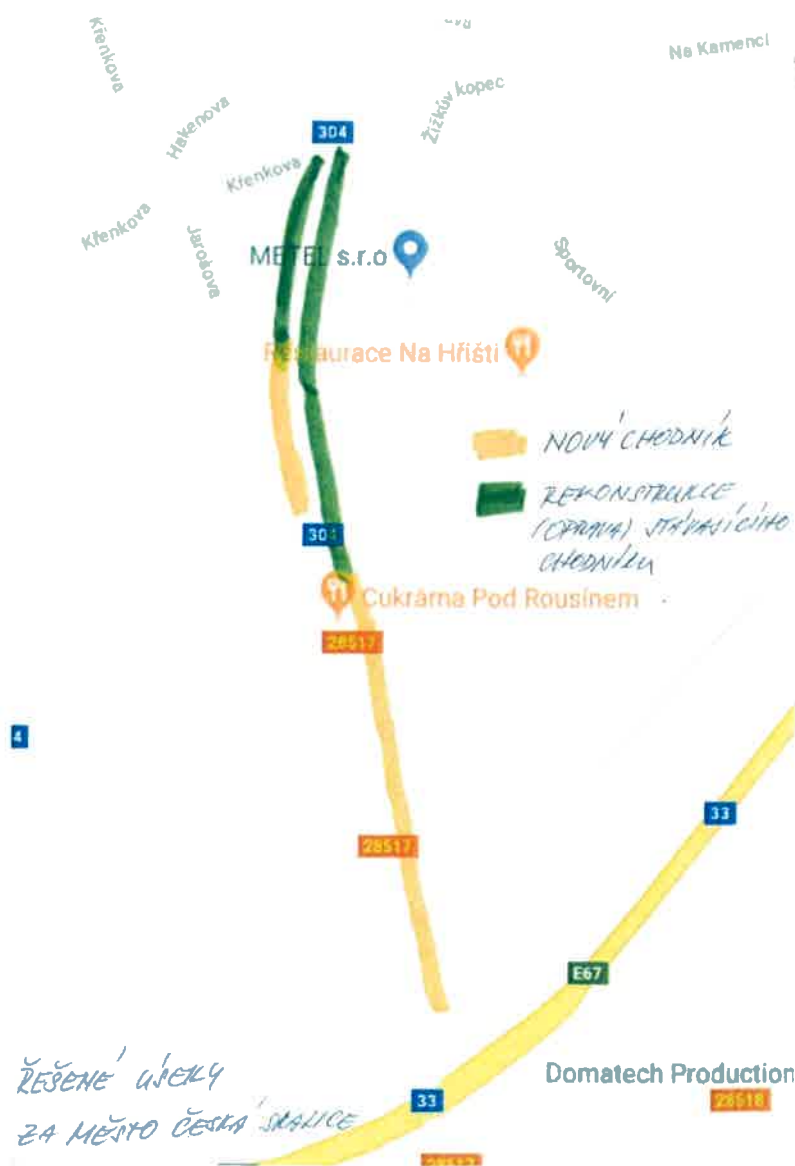 Křenkova
Na Kamenci
Žižkův kopec
Hakenova
304
Křenkova
Křenkova
Jarošova
METEL s.r.o
Sportovní
Restaurace Na Hřišti
NOVÝ CHODNÍK
REKONSTRUKCE
(OPRAVA) STÁVAJÍCÍHO
CHODNÍKU
304
Cukrárna Pod Rousínem
28517
4
33
28517
E67
ŘEŠENÉ ÚSEKY
ZA MĚSTO ČESKÁ SKALICE
Domatech Production
33
28518
28517